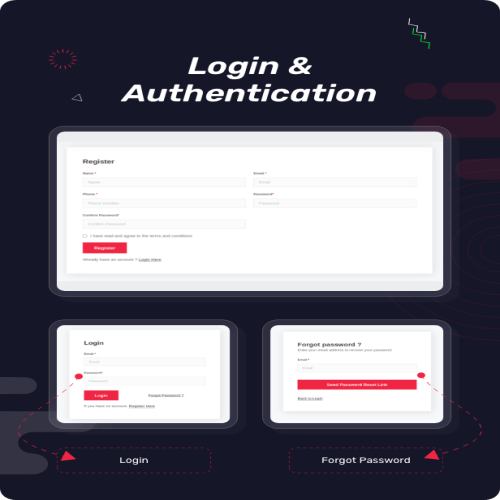 Login &
Authentication
Register
Name *
Email *
Name
Email
Phone *
Password*
Phone Number
Password
Confirm Password*
Confirm Password
I have read and agree to the terms and conditions
Register
Already have an account ? Login Here
Login
Email *
Email
Password*
Password
Login
Forgot Password ?
If you have no account, Register Here
Forgot password ?
Enter your email address to recover your password.
Email *
Email
Send Password Reset Link
Back to Login
Login
Forgot Password